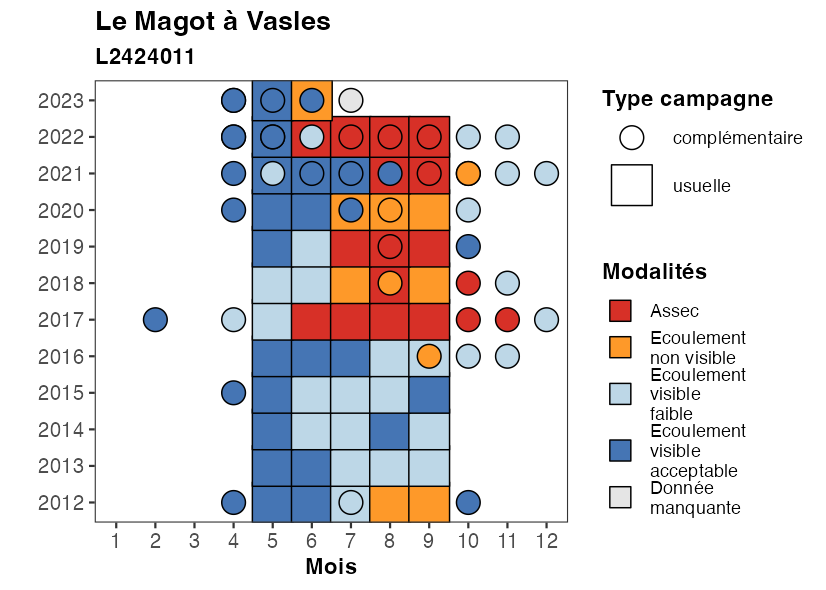 Le Magot à Vasles
L2424011
2023
2022
2021
2020
2019
2018
2017
2016
2015
2014
2013
2012
1 2 3 4 5 6 7 8 9 10 11 12
Mois
Type campagne
complémentaire
usuelle
Modalités
Assec
Ecoulement
non visible
Ecoulement
visible
faible
Ecoulement
visible
acceptable
Donnée
manquante